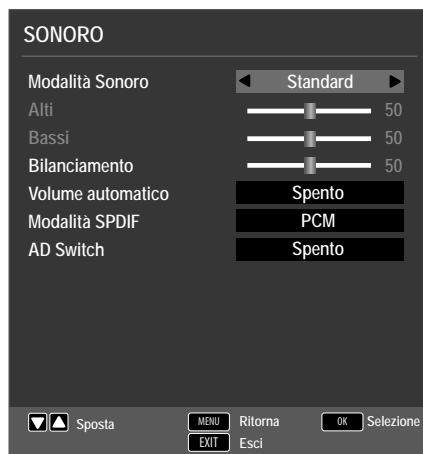 SONORO
Modalità Sonoro Standard
Alti 50
Bassi 50
Bilanciamento 50
Volume automatico Spento
Modalità SPDIF PCM
AD Switch Spento
Sposta MENU Ritorna OK Selezione
EXIT Esci